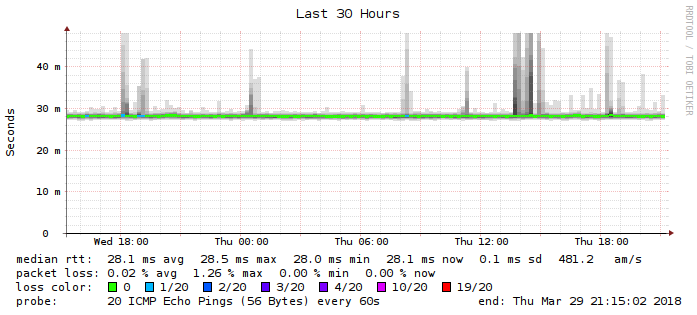 Last 30 Hours
RRDTOOL / TOBI OETIKER
Seconds
40 m
30 m
20 m
10 m
0
Wed 18:00 Thu 00:00 Thu 06:00 Thu 12:00 Thu 18:00
median rtt: 28.1 ms avg 28.5 ms max 28.0 ms min 28.1 ms now 0.1 ms sd 481.2 am/s
packet loss: 0.02 % avg 1.26 % max 0.00 % min 0.00 % now
loss color: 0 1/20 2/20 3/20 4/20 10/20 19/20
probe: 20 ICMP Echo Pings (56 Bytes) every 60s end: Thu Mar 29 21:15:02 2018